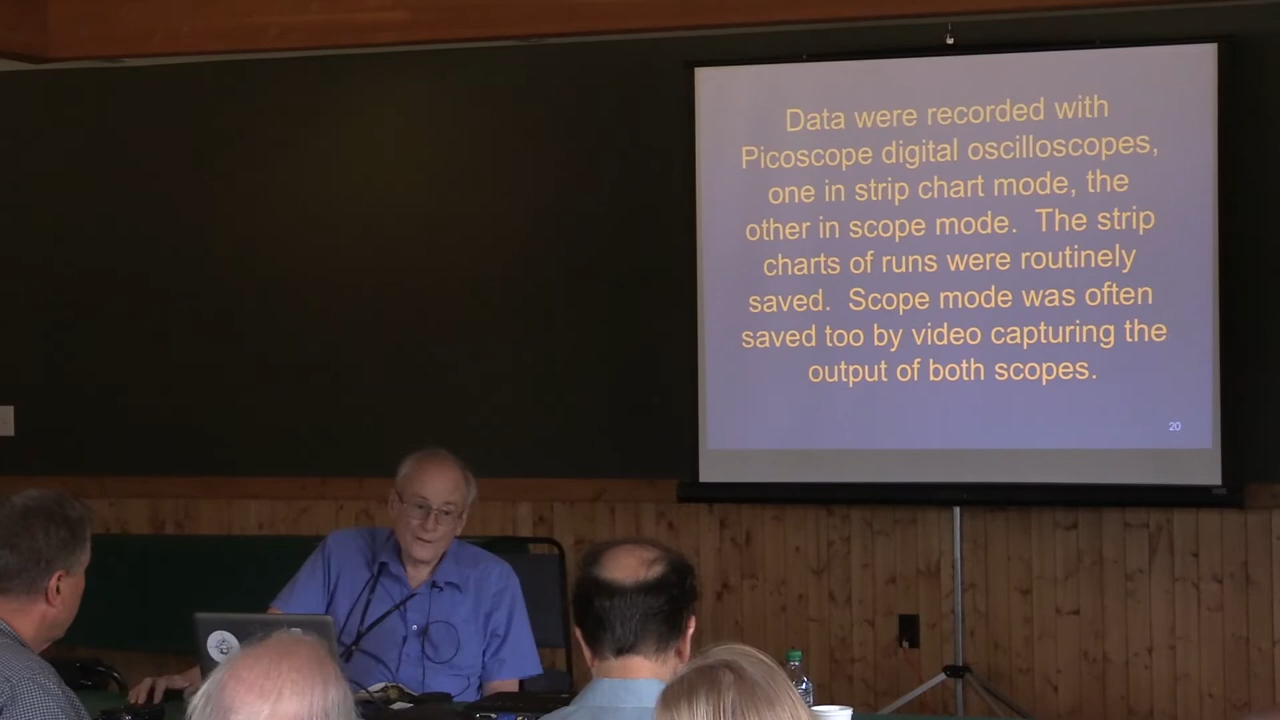 Data were recorded with
Picoscope digital oscilloscopes,
one in strip chart mode, the
other in scope mode.  The strip
charts of runs were routinely
saved.  Scope mode was often
saved too by video capturing the
output of both scopes.
20